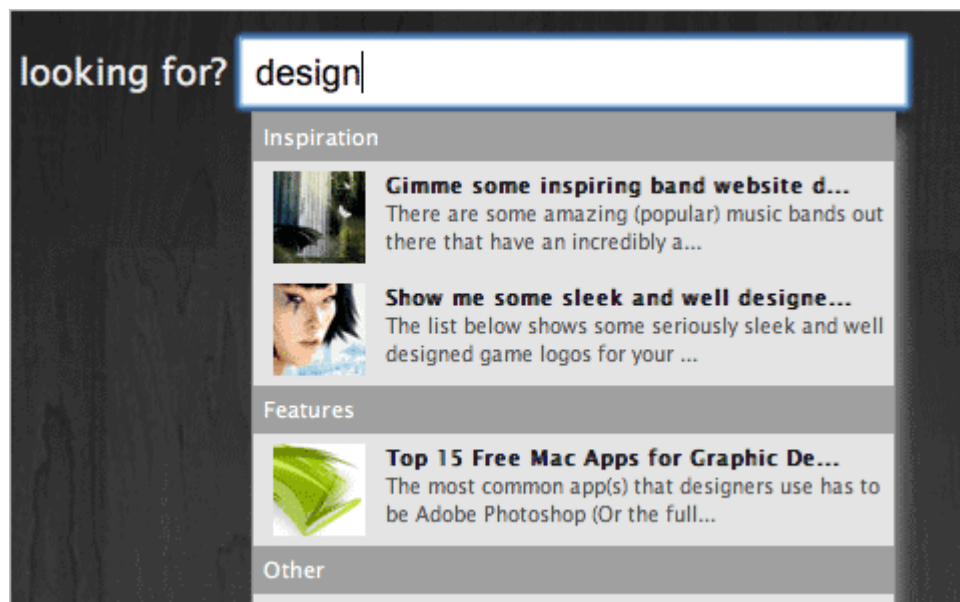 looking for? design
Inspiration
Gimme some inspiring band website d...
There are some amazing (popular) music bands out
there that have an incredibly a...
Show me some sleek and well designe...
The list below shows some seriously sleek and well
designed game logos for your ...
Features
Top 15 Free Mac Apps for Graphic De...
The most common app(s) that designers use has to
be Adobe Photoshop (Or the full...
Other